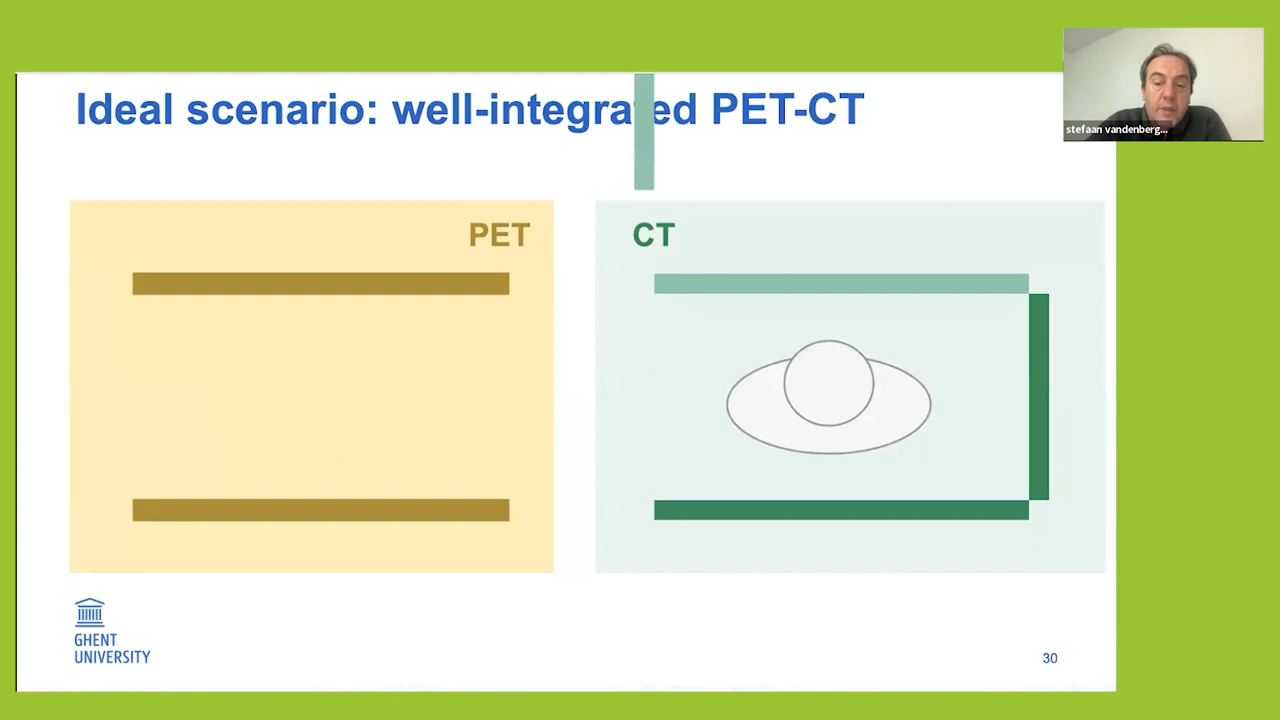 Ideal scenario: well-integrated PET-CT
stefaan vandenberg...
PET
CT
GHENT
UNIVERSITY
30